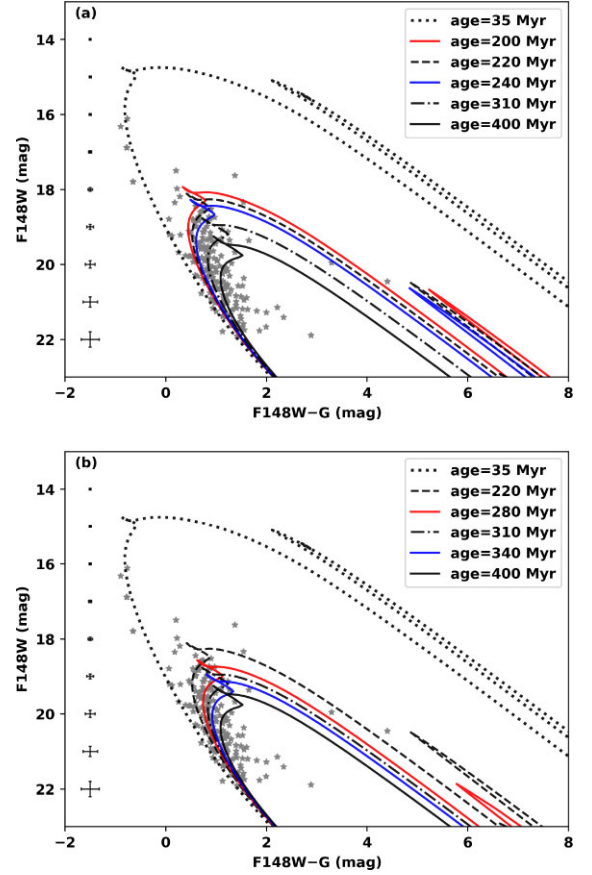 (a)
age=35 Myr
age=200 Myr
age=220 Myr
age=240 Myr
age=310 Myr
age=400 Myr
14
16
18
20
22
F148W (mag)
−2 0 2 4 6 8
F148W−G (mag)
(b)
age=35 Myr
age=220 Myr
age=280 Myr
age=310 Myr
age=340 Myr
age=400 Myr
14
16
18
20
22
F148W (mag)
−2 0 2 4 6 8
F148W−G (mag)